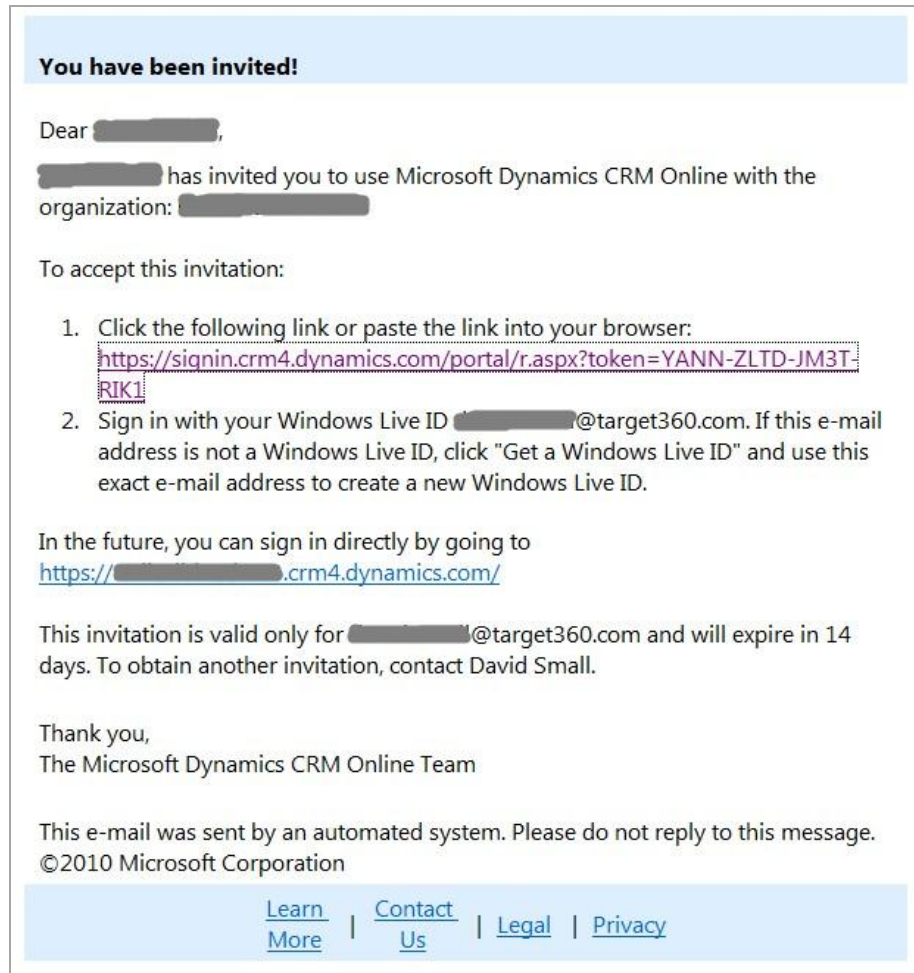 You have been invited!
Dear ,
has invited you to use Microsoft Dynamics CRM Online with the
organization:
To accept this invitation:
1. Click the following link or paste the link into your browser:
https://signin.crm4.dynamics.com/portal/r.aspx?token=YANN-ZLTD-JM3T-
RIK1
2. Sign in with your Windows Live ID @target360.com. If this e-mail
address is not a Windows Live ID, click "Get a Windows Live ID" and use this
exact e-mail address to create a new Windows Live ID.
In the future, you can sign in directly by going to
https:// .crm4.dynamics.com/
This invitation is valid only for @target360.com and will expire in 14
days. To obtain another invitation, contact David Small.
Thank you,
The Microsoft Dynamics CRM Online Team
This e-mail was sent by an automated system. Please do not reply to this message.
©2010 Microsoft Corporation
Learn More | Contact Us | Legal | Privacy